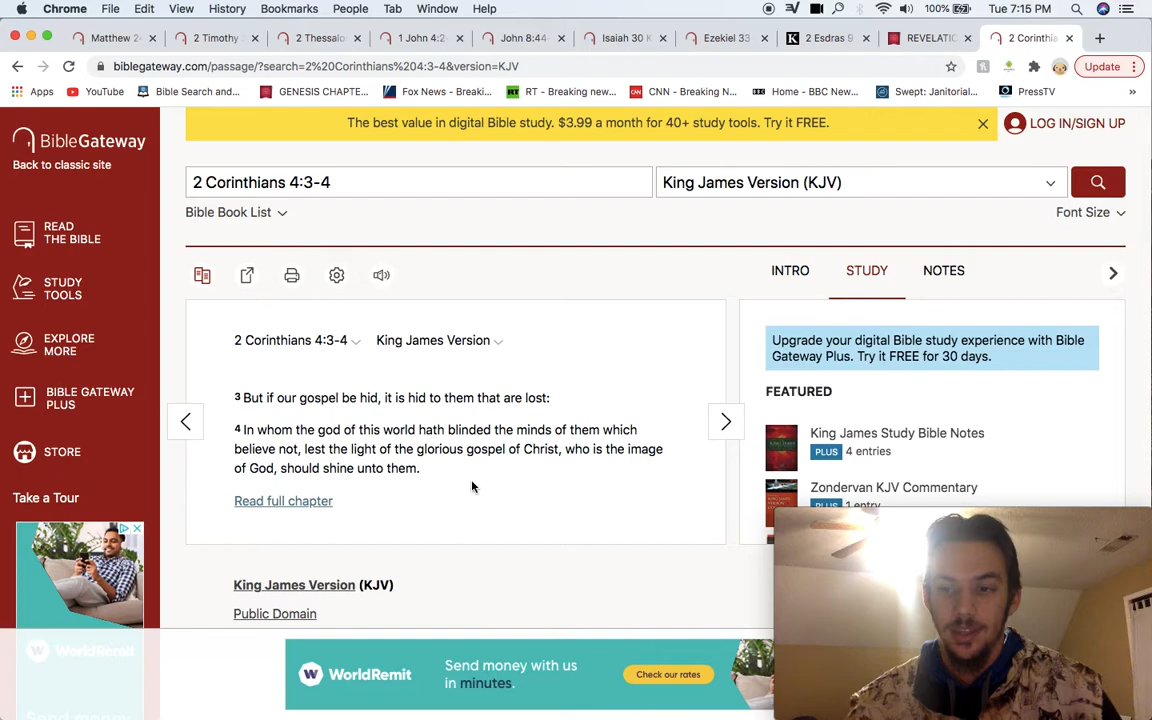 Chrome File Edit View History Bookmarks People Tab Window Help 100% Tue 7:15 PM
Matthew 2 2 Timothy 2 Thessalo 1 John 4:2 John 8:44 Isaiah 30 K Ezekiel 33 2 Esdras 9 REVELATIO 2 Corinthia
biblegateway.com/passage/?search=2%20Corinthians%204:3-4&version=KJV Update
Apps YouTube Bible Search and... GENESIS CHAPTE... Fox News - Breaki... RT - Breaking new... CNN - Breaking N... Home - BBC New... Swept: Janitorial... PressTV »
The best value in digital Bible study. $3.99 a month for 40+ study tools. Try it FREE.
LOG IN/SIGN UP
BibleGateway
Back to classic site
2 Corinthians 4:3-4 King James Version (KJV)
Bible Book List Font Size
READ
THE BIBLE
STUDY
TOOLS
EXPLORE
MORE
BIBLE GATEWAY
PLUS
STORE
Take a Tour
INTRO STUDY NOTES
2 Corinthians 4:3-4 King James Version
3 But if our gospel be hid, it is hid to them that are lost:
4 In whom the god of this world hath blinded the minds of them which
believe not, lest the light of the glorious gospel of Christ, who is the image
of God, should shine unto them.
Read full chapter
Upgrade your digital Bible study experience with Bible
Gateway Plus. Try it FREE for 30 days.
FEATURED
King James Study Bible Notes
PLUS 4 entries
Zondervan KJV Commentary
PLUS 1 entry
King James Version (KJV)
Public Domain
WorldRemit
Send money with us
in minutes.
Check our rates
WorldRemit
Send money